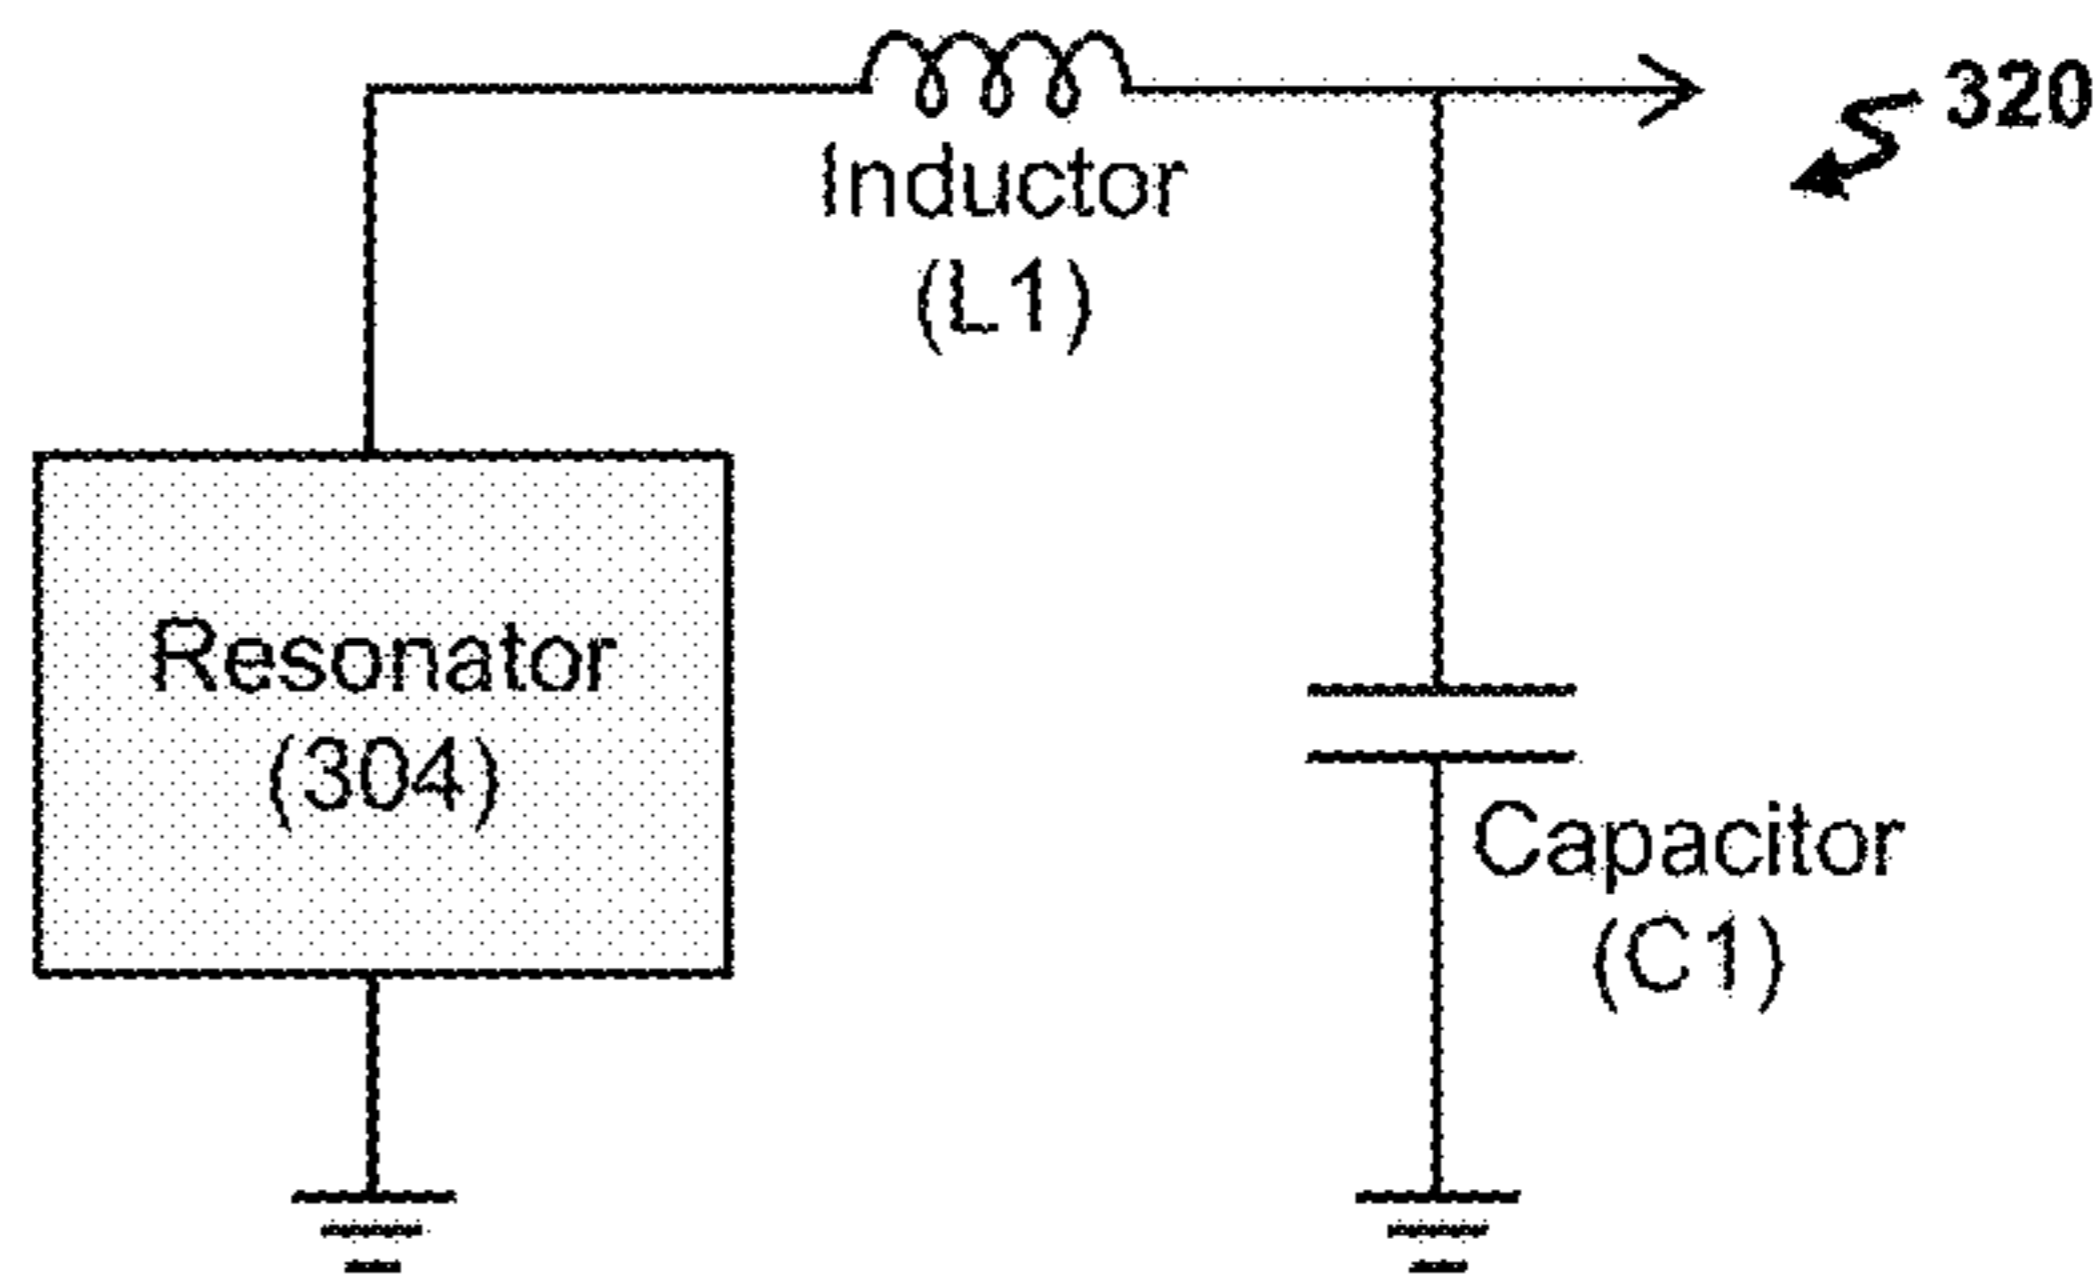 320
Inductor
(L1)
Resonator
(304)
Capacitor
(C1)